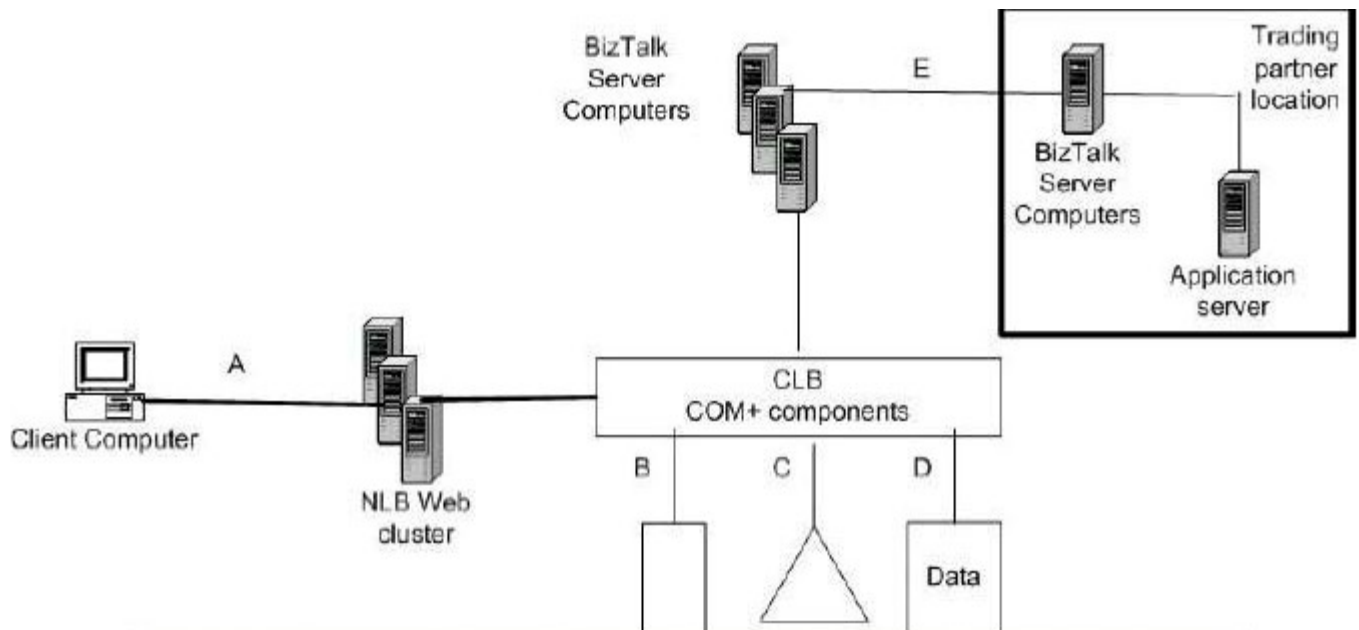 BizTalk
Server
Computers
E
Trading
partner
location
BizTalk
Server
Computers
Application
server
A
Client Computer
NLB Web
cluster
CLB
COM+ components
B
C
D
Data